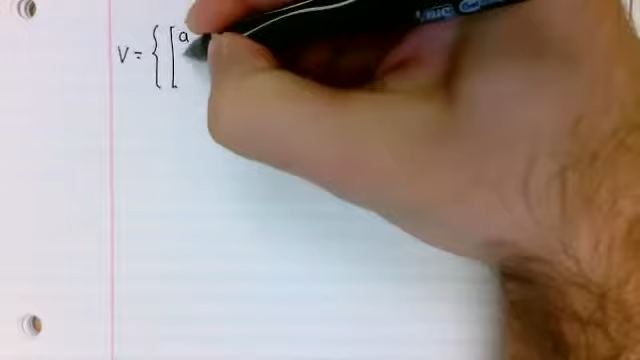 V = { [ a